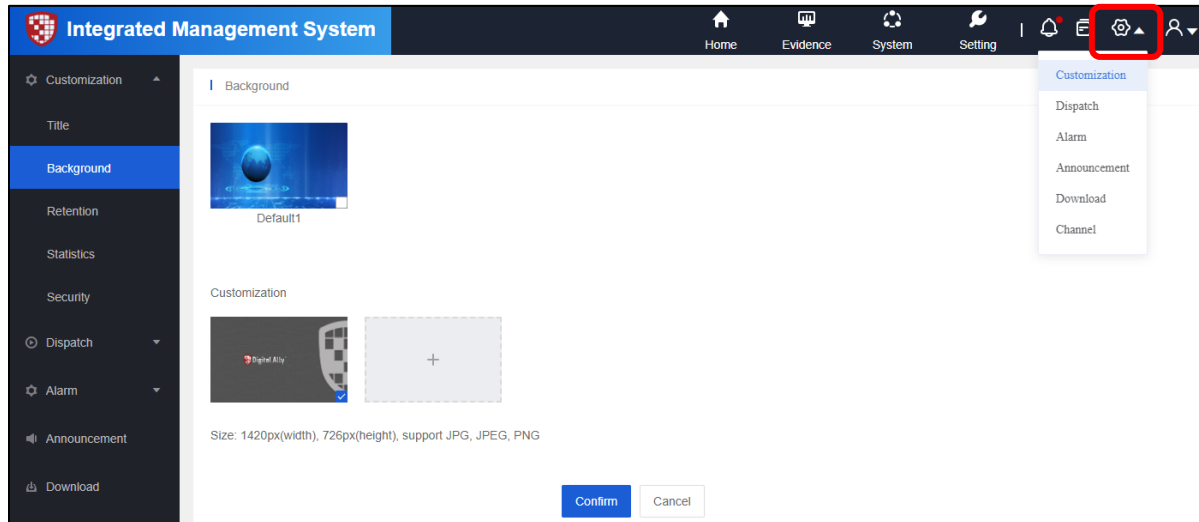 Integrated Management System
Home
Evidence
System
Setting
Customization
Dispatch
Alarm
Announcement
Download
Channel
Customization
Title
Background
Retention
Statistics
Security
Dispatch
Alarm
Announcement
Download
Background
Default1
Customization
Digital Ally
Size: 1420px(width), 726px(height), support JPG, JPEG, PNG
Confirm
Cancel